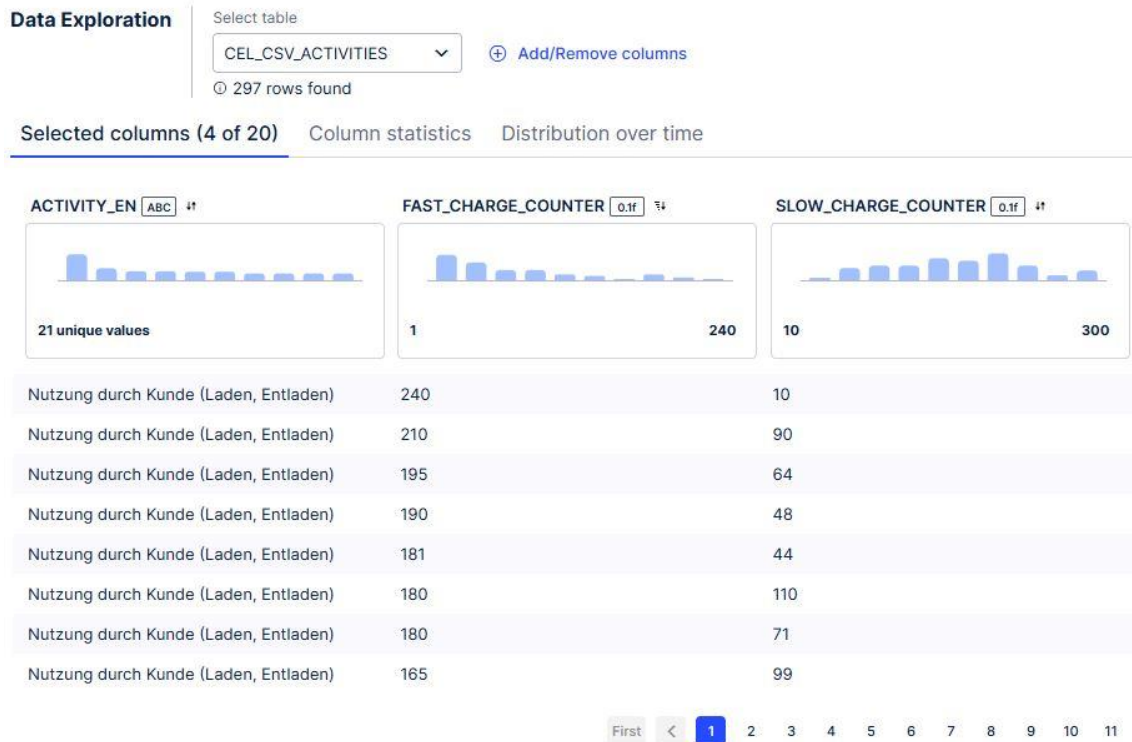 Data Exploration
Select table
CEL_CSV_ACTIVITIES
Add/Remove columns
297 rows found
Selected columns (4 of 20) Column statistics Distribution over time
ACTIVITY_EN ABC FAST_CHARGE_COUNTER 0.1f SLOW_CHARGE_COUNTER 0.1f
21 unique values 1 240 10 300
Nutzung durch Kunde (Laden, Entladen) 240 10
Nutzung durch Kunde (Laden, Entladen) 210 90
Nutzung durch Kunde (Laden, Entladen) 195 64
Nutzung durch Kunde (Laden, Entladen) 190 48
Nutzung durch Kunde (Laden, Entladen) 181 44
Nutzung durch Kunde (Laden, Entladen) 180 110
Nutzung durch Kunde (Laden, Entladen) 180 71
Nutzung durch Kunde (Laden, Entladen) 165 99
First < 1 2 3 4 5 6 7 8 9 10 11